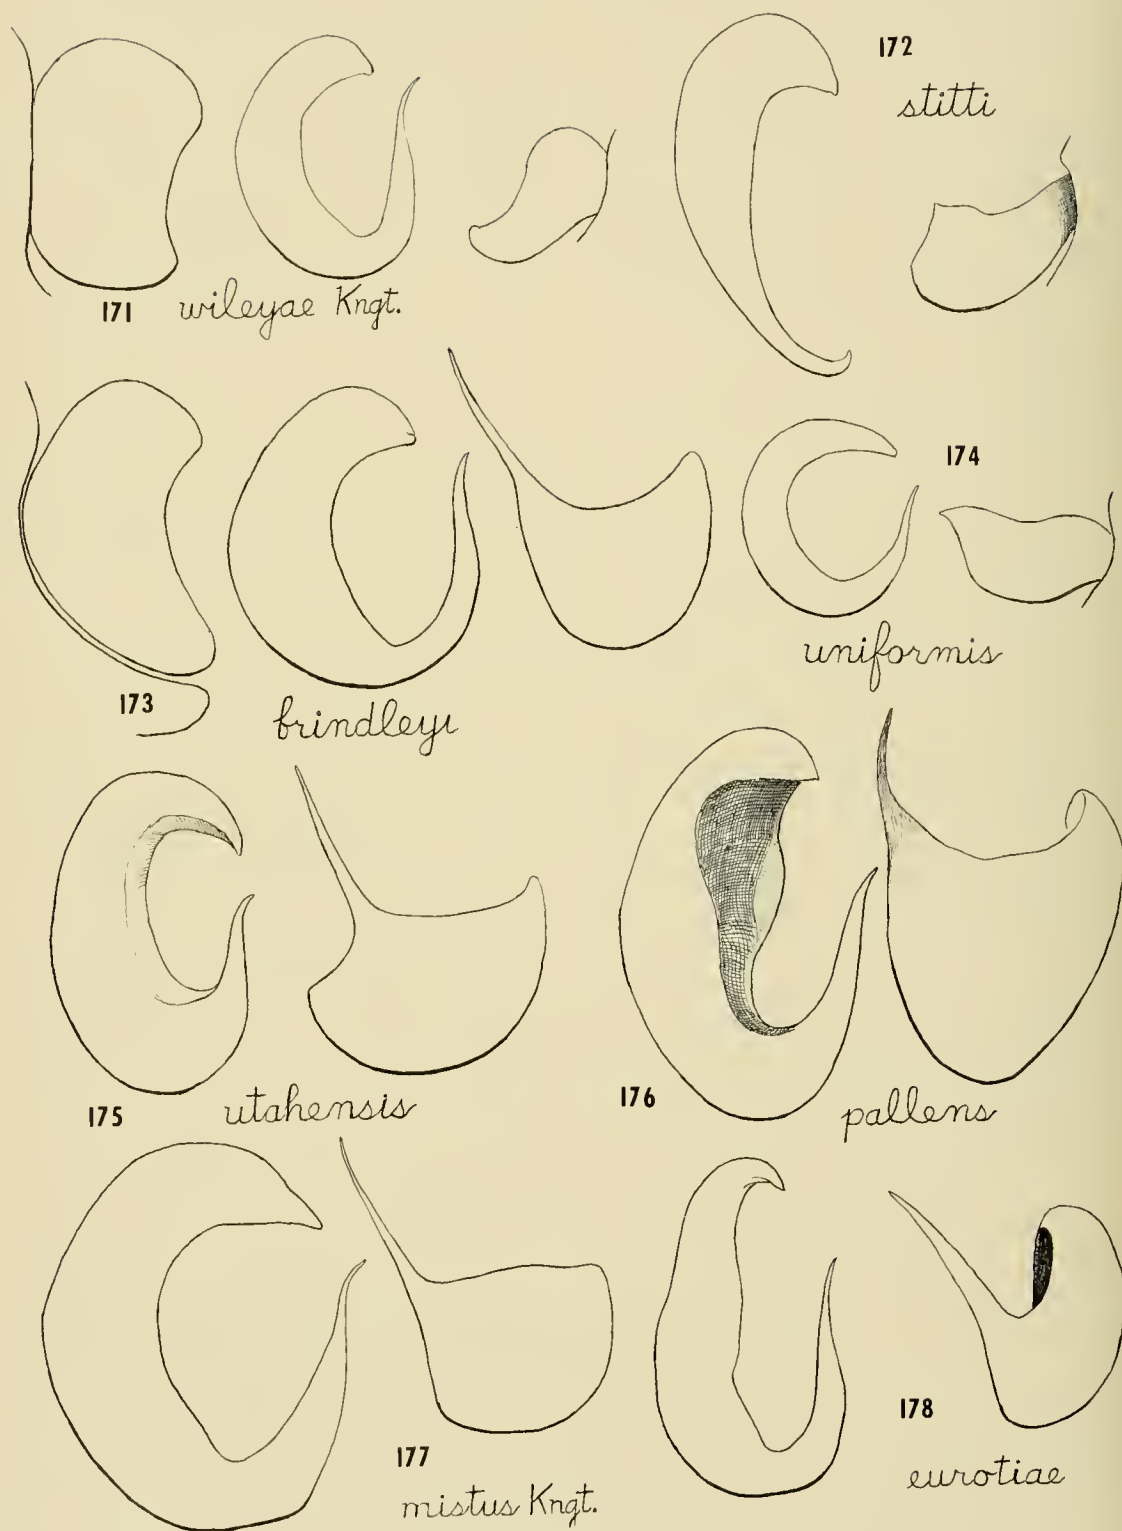 172
stitti
171 wileyae Kngt.
174
uniformis
173 brindleyi
175 utahensis
176 pallens
177
mistus Kngt.
178
eurotiae